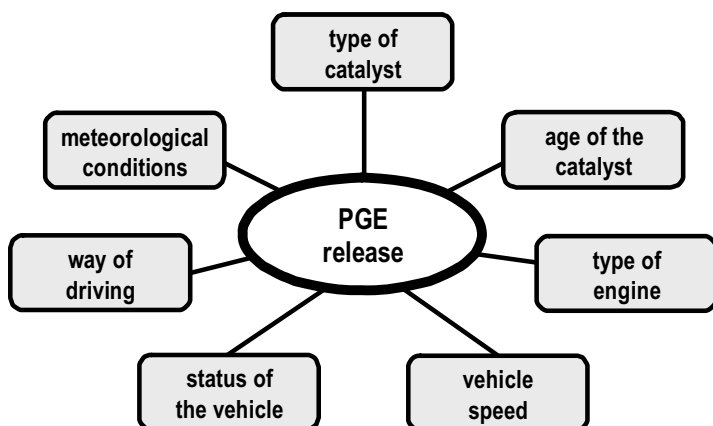 type of
catalyst
meteorological
conditions
age of the
catalyst
PGE
release
way of
driving
type of
engine
status of
the vehicle
vehicle
speed